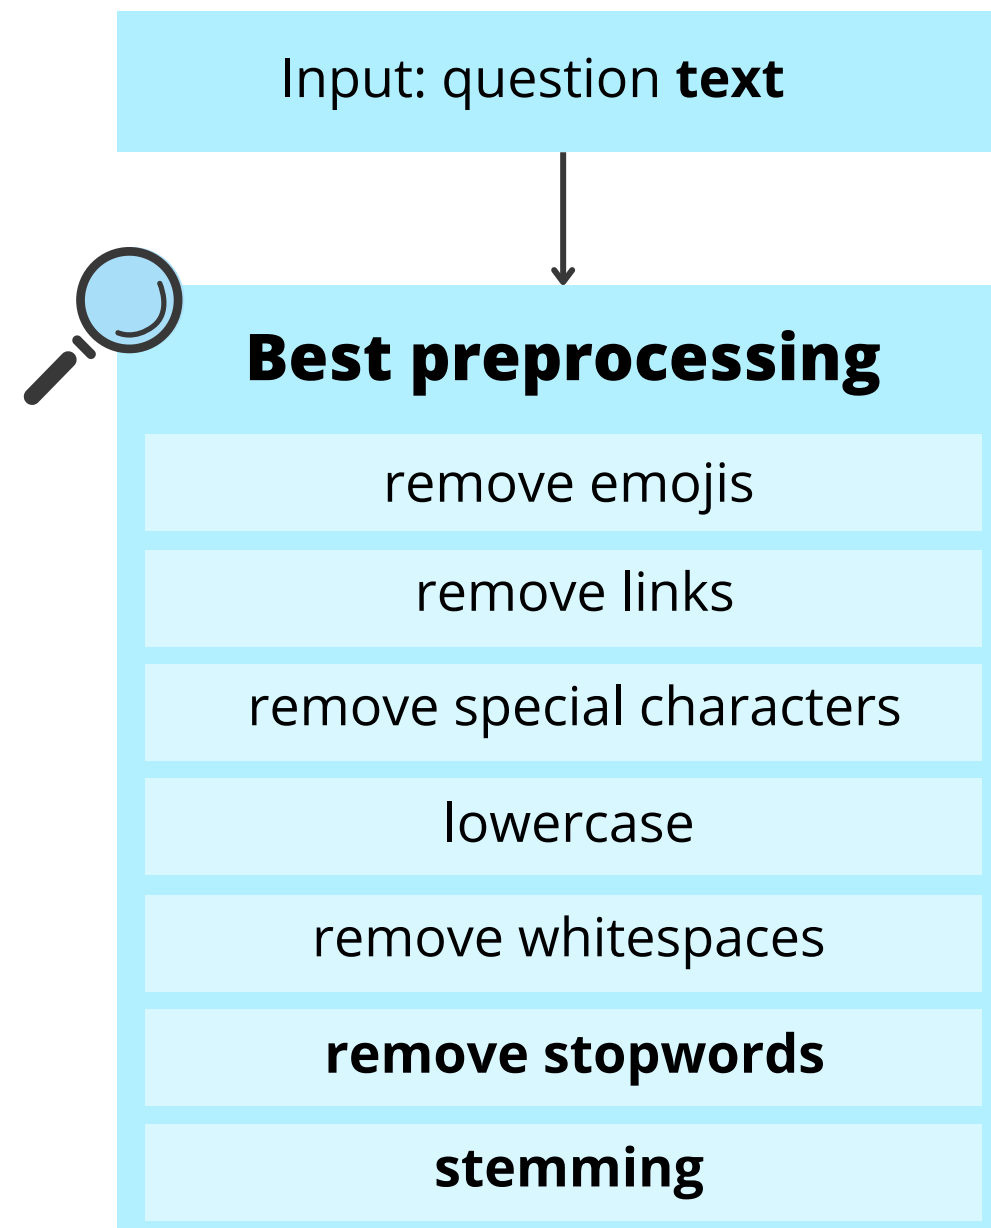 Input: question text
Best preprocessing
remove emojis
remove links
remove special characters
lowercase
remove whitespaces
remove stopwords
stemming